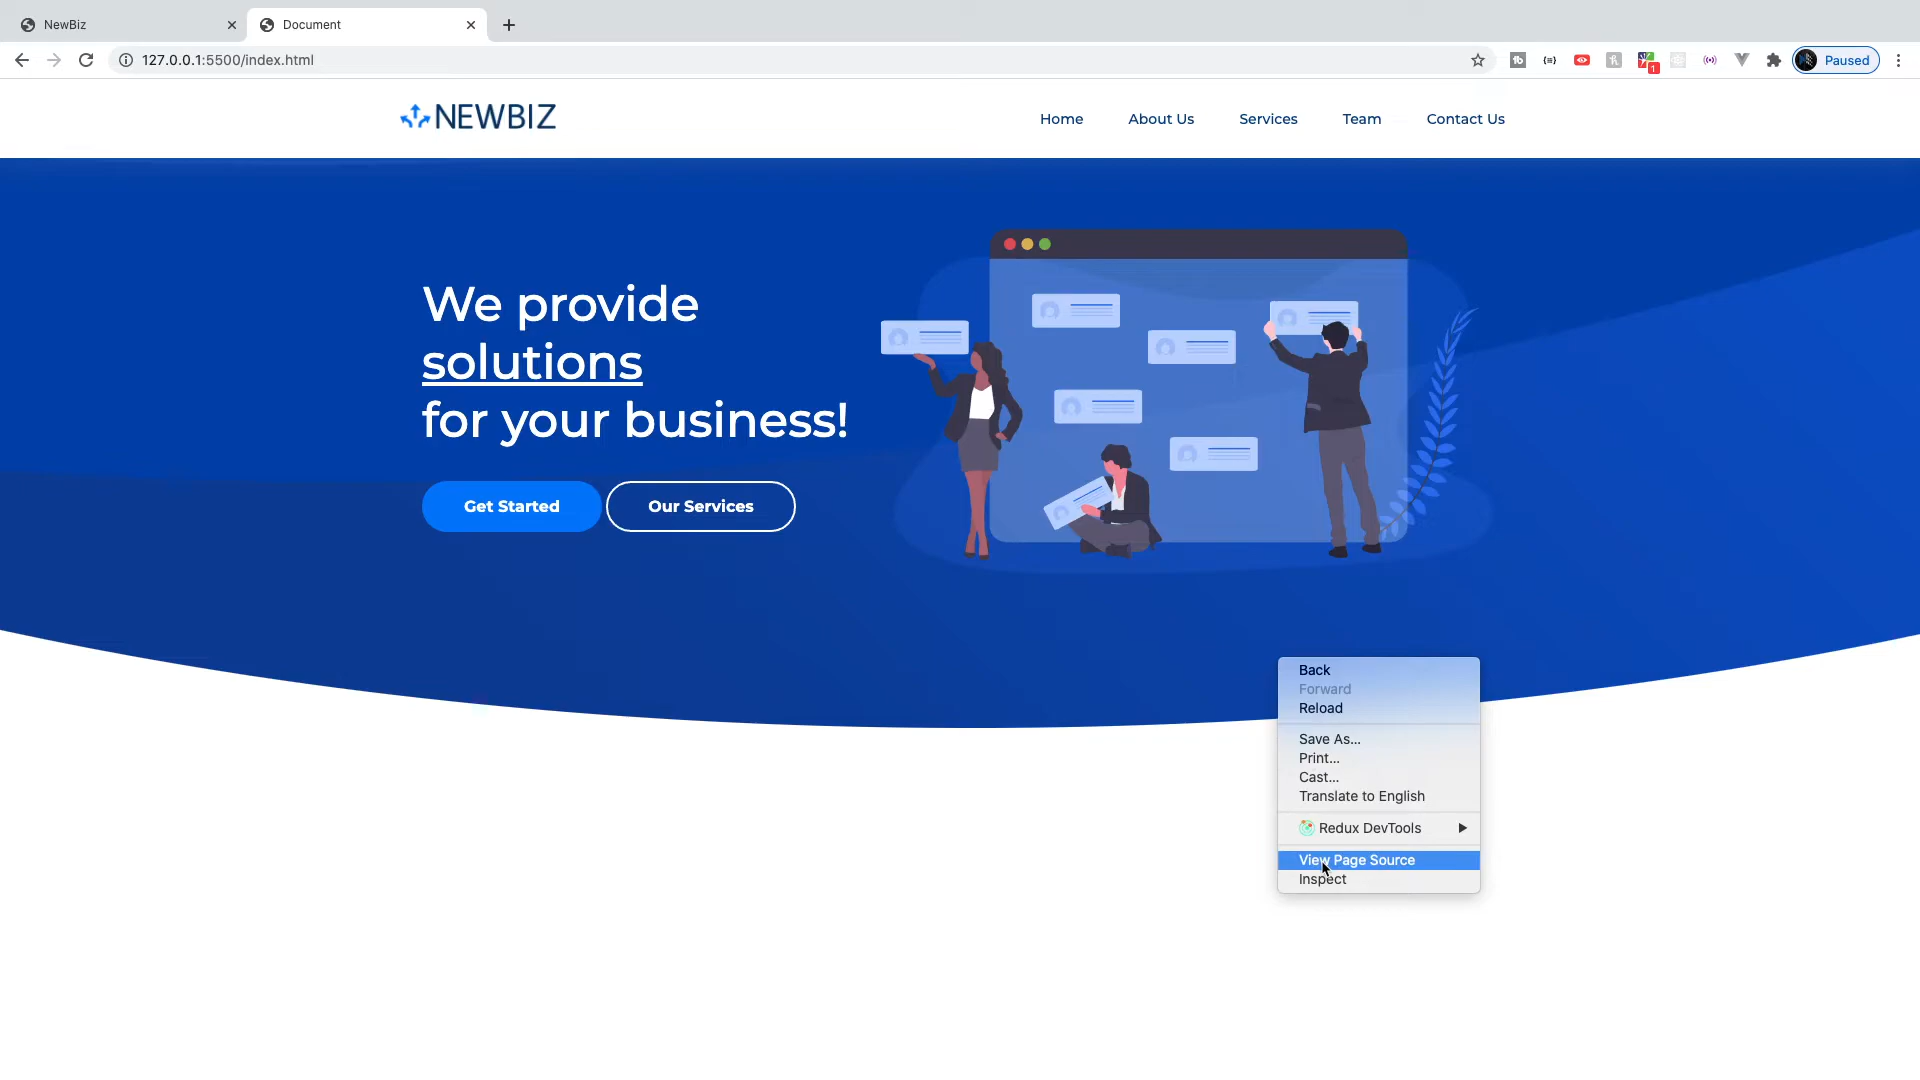 NewBiz
Document
127.0.0.1:5500/index.html
1
Paused
NEWBIZ
Home
About Us
Services
Team
Contact Us
We provide
solutions
for your business!
Get Started
Our Services
Back
Forward
Reload
Save As...
Print...
Cast...
Translate to English
Redux DevTools
View Page Source
Inspect